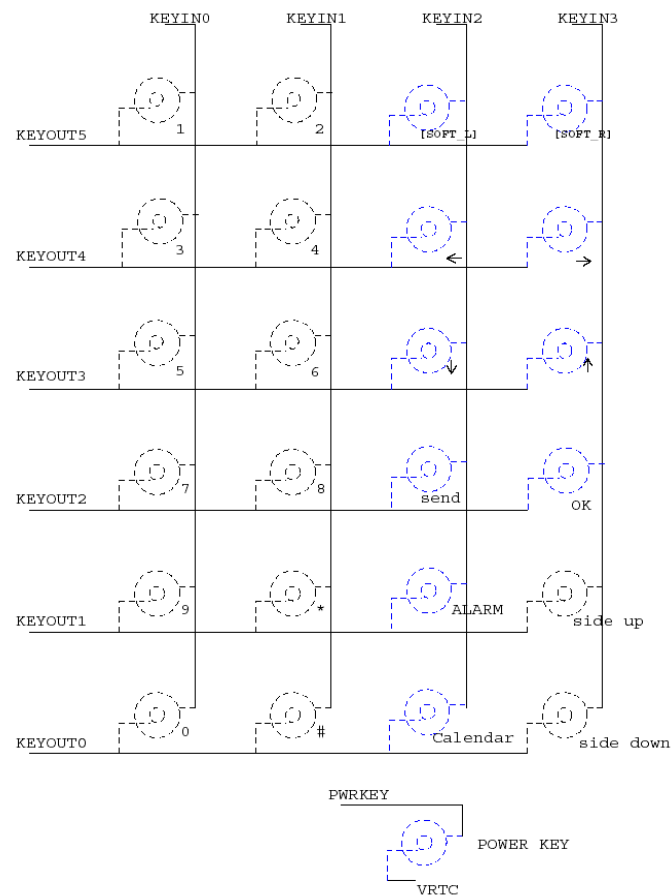 KEYIN0 KEYIN1 KEYIN2 KEYIN3
1 2 [SOFT_L] [SOFT_R]
KEYOUT5
3 4
KEYOUT4
5 6
KEYOUT3
7 8 send OK
KEYOUT2
9 * ALARM side up
KEYOUT1
0 # Calendar side down
KEYOUT0
PWRKEY
POWER KEY
VRTC